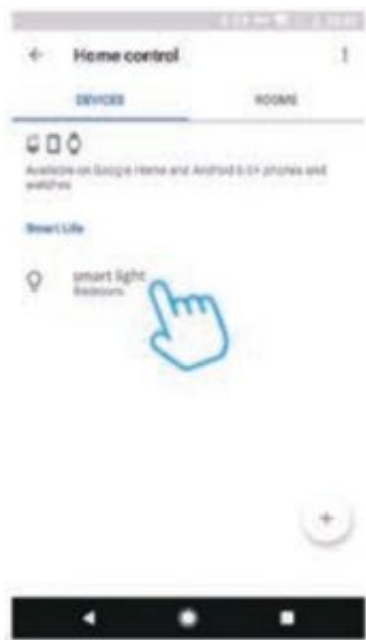 Home control
DEVICES
ROOMS
Available on Google Home and Android 6.0+ phones and
watches
Smart Life
smart light
Bedroom